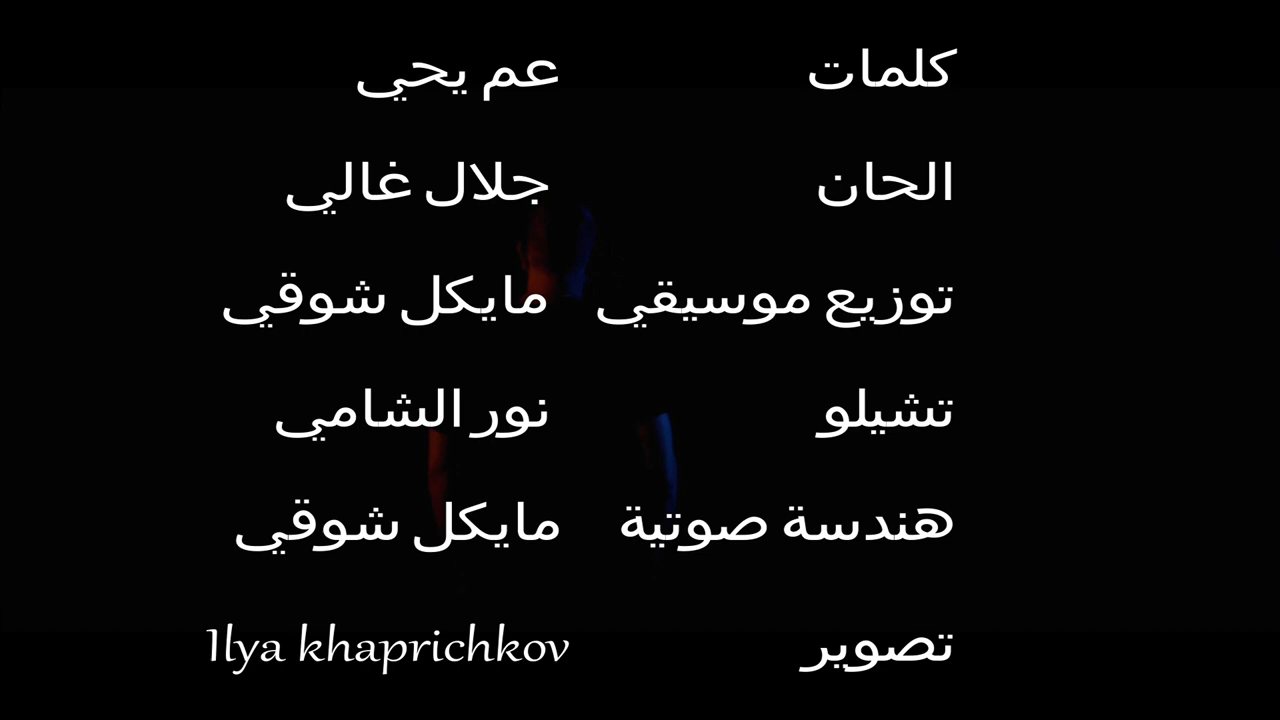 كلمات عم يحيي
الحان جلال غالي
توزيع موسيقي مايكل شوقي
تشيلو نور الشامي
هندسة صوتية مايكل شوقي
تصوير Ilya khaprichkov